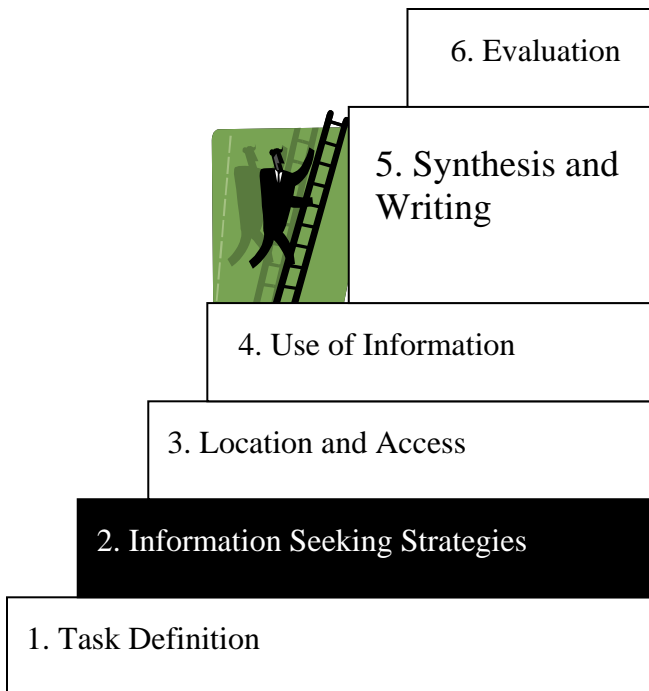 6. Evaluation
5. Synthesis and
Writing
4. Use of Information
3. Location and Access
2. Information Seeking Strategies
1. Task Definition